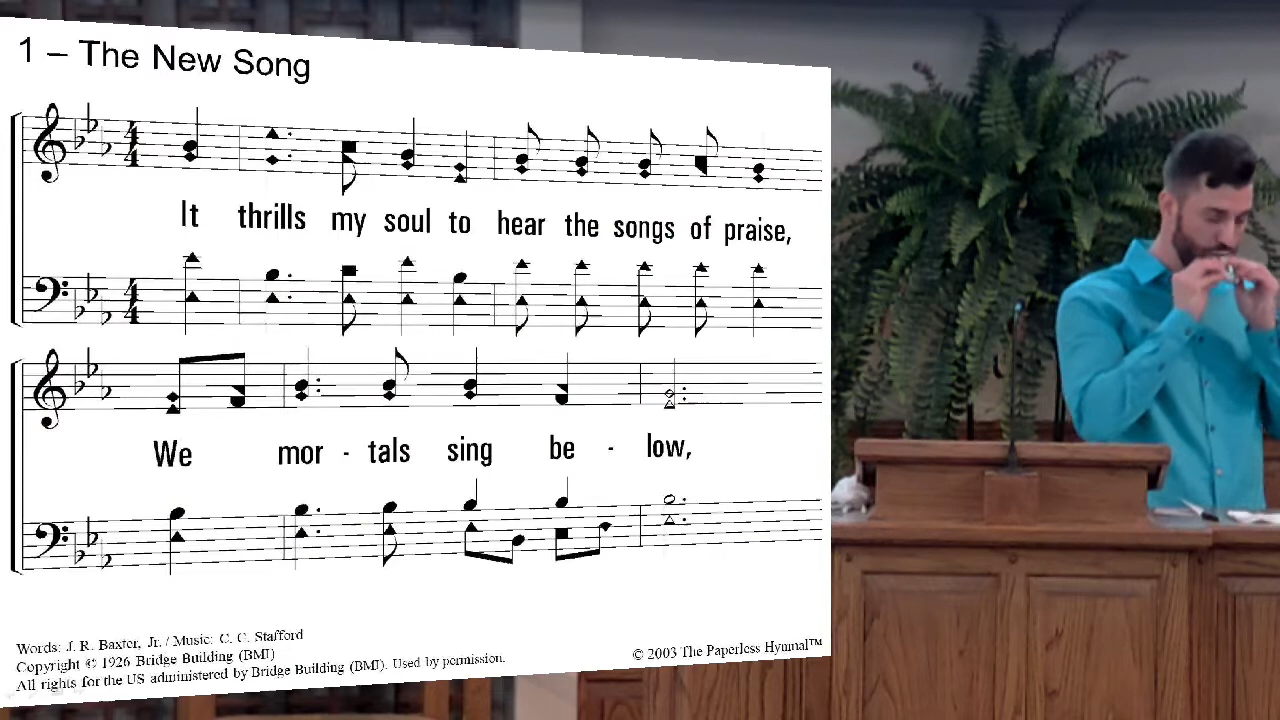 1 – The New Song
It thrills my soul to hear the songs of praise,
We mor - tals sing be - low,
Words: J. R. Baxter, Jr. / Music: C. C. Stafford
Copyright © 1926 Bridge Building (BMI)
All rights for the US administered by Bridge Building (BMI). Used by permission.
© 2003 The Paperless Hymnal™